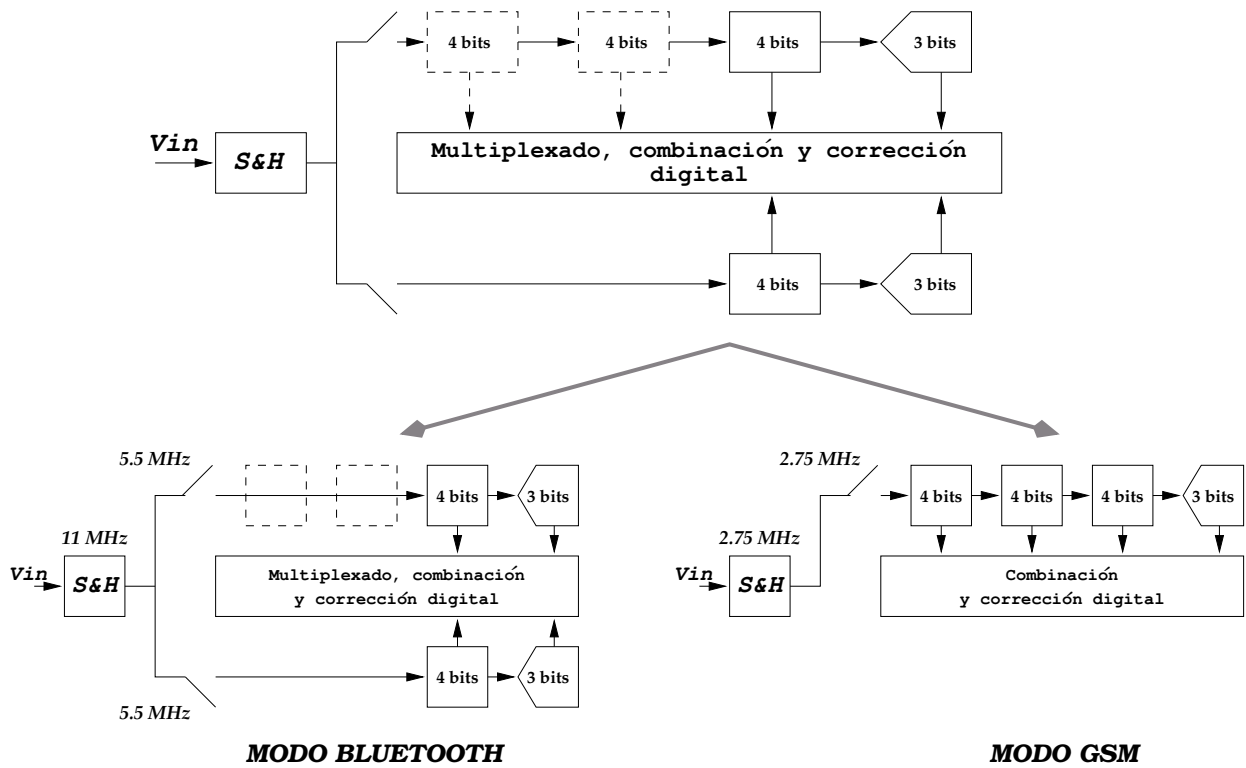 4 bits
4 bits
4 bits
3 bits
Vin
S&H
Multiplexado, combinación y corrección
digital
4 bits
3 bits
5.5 MHz
2.75 MHz
4 bits
3 bits
4 bits
4 bits
4 bits
3 bits
11 MHz
2.75 MHz
Vin
S&H
Multiplexado, combinación
y corrección digital
Vin
S&H
Combinación
y corrección digital
4 bits
3 bits
5.5 MHz
MODO BLUETOOTH
MODO GSM